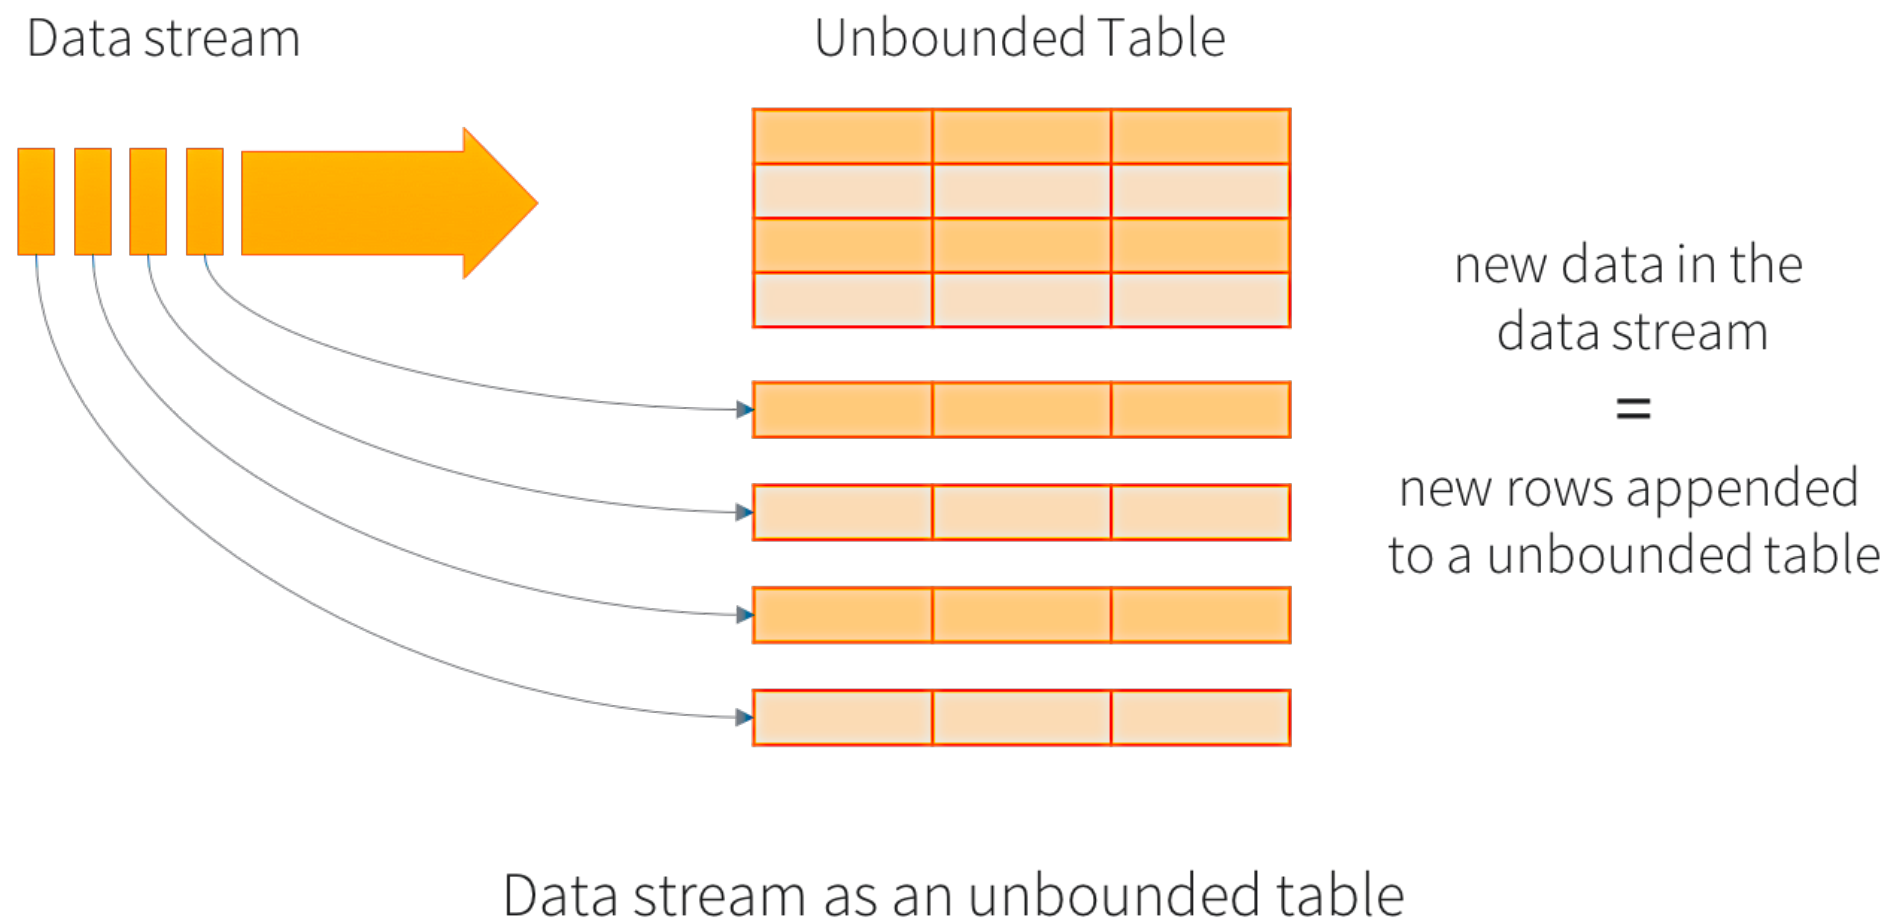 Data stream
Unbounded Table
new data in the
data stream
=
new rows appended
to a unbounded table
Data stream as an unbounded table